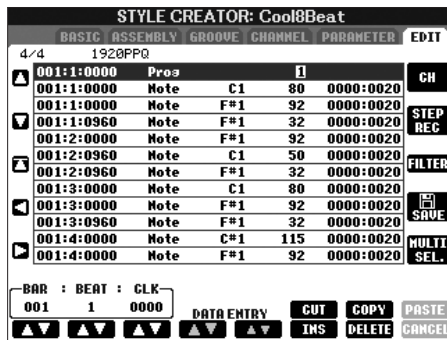 STYLE CREATOR: Cool8Beat
BASIC ASSEMBLY GROOVE CHANNEL PARAMETER EDIT
4/4 1920PPQ
001:1:0000 Prog 1
001:1:0000 Note C1 80 0000:0020
001:1:0000 Note F#1 92 0000:0020
001:1:0960 Note F#1 32 0000:0020
001:2:0000 Note F#1 92 0000:0020
001:2:0960 Note C1 50 0000:0020
001:2:0960 Note F#1 32 0000:0020
001:3:0000 Note C1 80 0000:0020
001:3:0000 Note F#1 92 0000:0020
001:3:0960 Note F#1 32 0000:0020
001:4:0000 Note C#1 115 0000:0020
001:4:0000 Note F#1 92 0000:0020
CH
STEP
REC
FILTER
SAVE
MULTI
SEL.
BAR : BEAT : CLK
001 1 0000
DATA ENTRY
CUT COPY PASTE
INS DELETE CANCEL